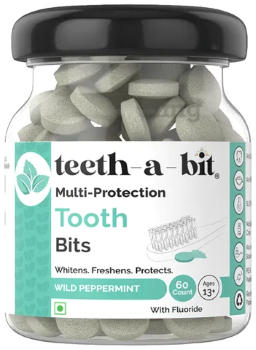 teeth-a-bit®
Multi-Protection
Tooth
Bits
Whitens. Freshens. Protects.
WILD PEPPERMINT
60
Count
Ages
13+
With Fluoride